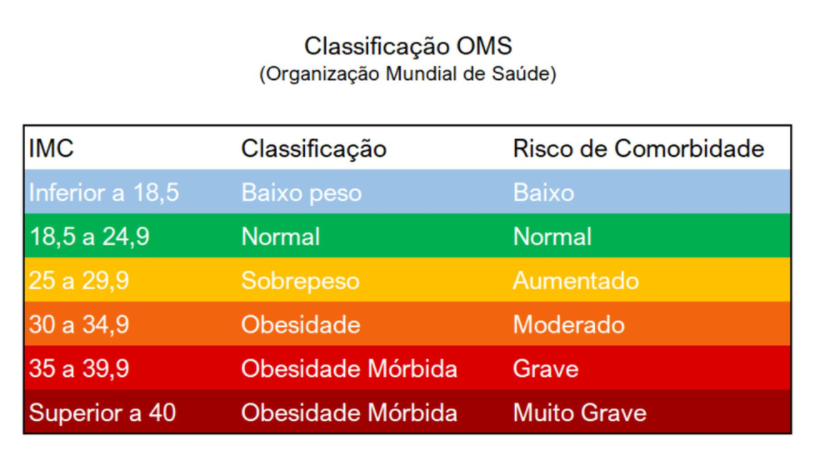 Classificação OMS
(Organização Mundial de Saúde)
IMC Classificação Risco de Comorbidade
Inferior a 18,5 Baixo peso Baixo
18,5 a 24,9 Normal Normal
25 a 29,9 Sobrepeso Aumentado
30 a 34,9 Obesidade Moderado
35 a 39,9 Obesidade Mórbida Grave
Superior a 40 Obesidade Mórbida Muito Grave